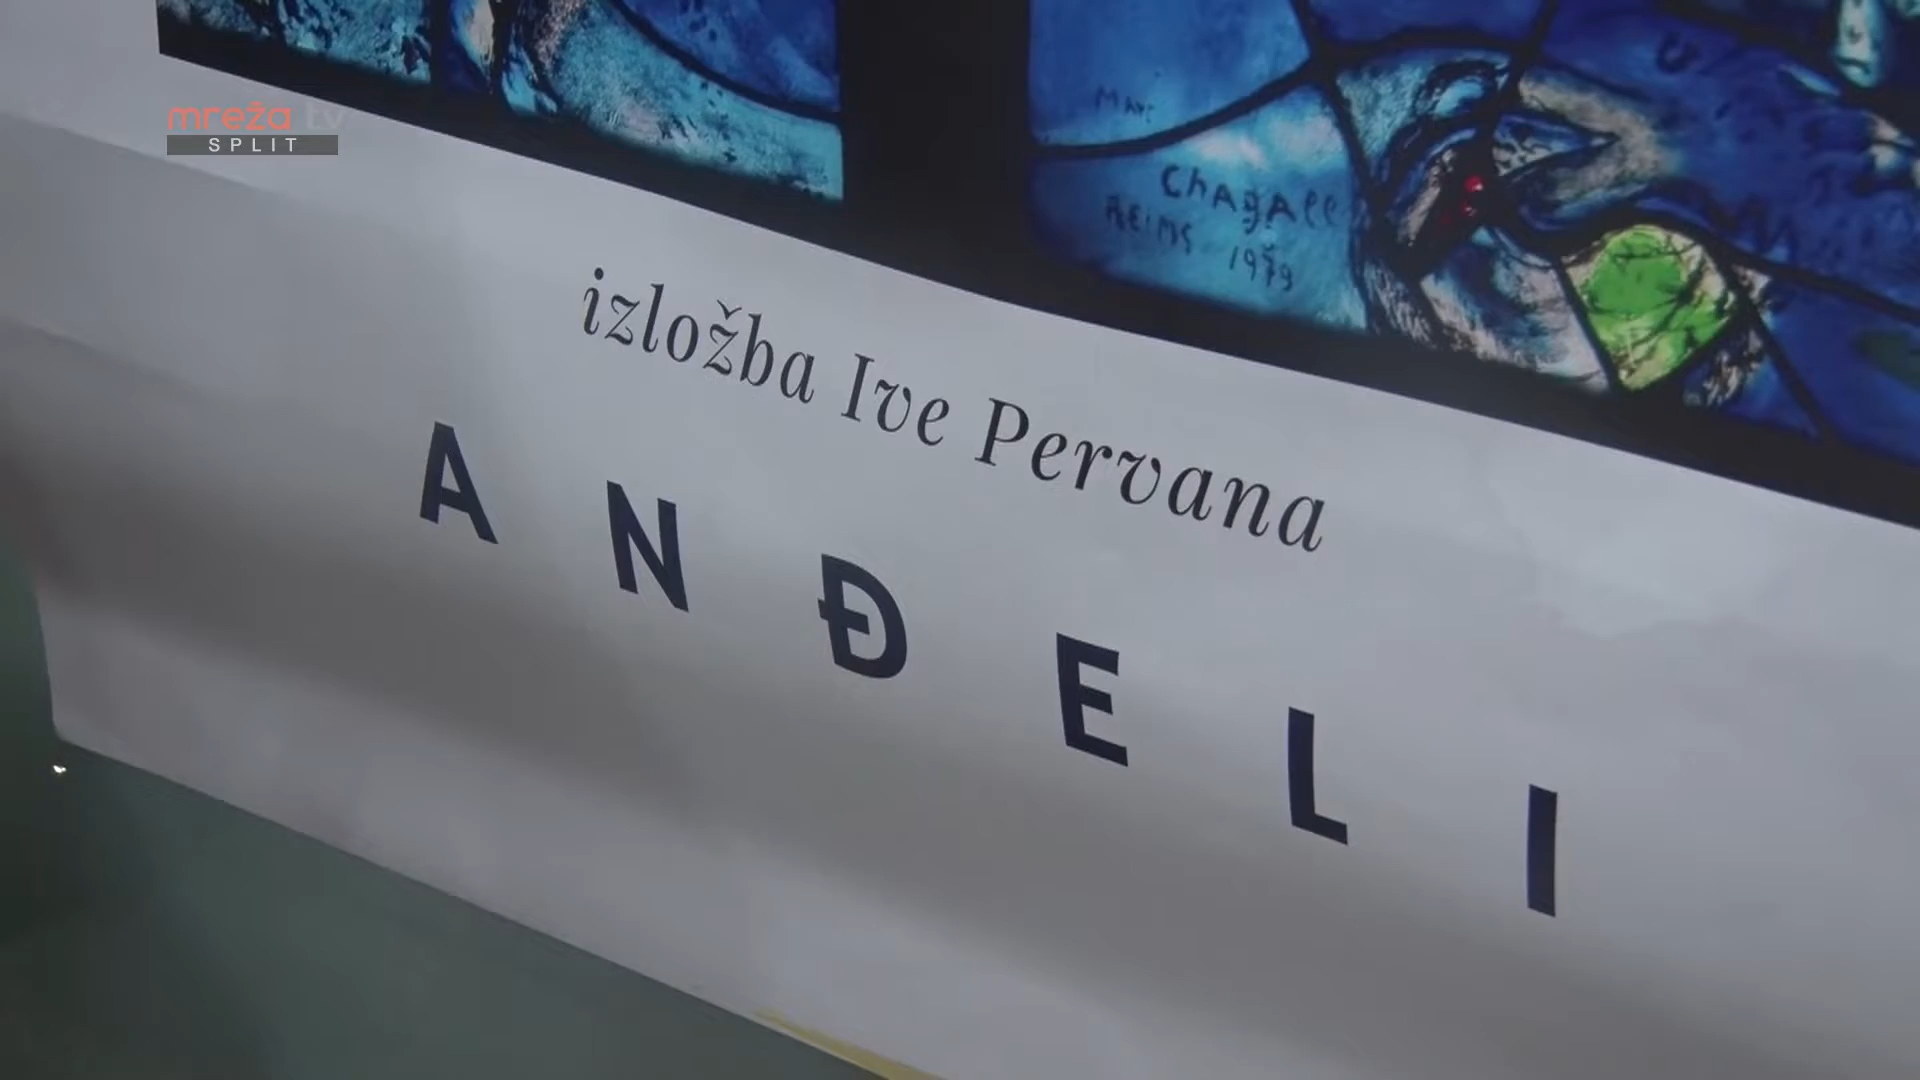 mreža tv
SPLIT
Marc
Chagall
REIMS 1979
izložba Ive Pervana
ANĐELI